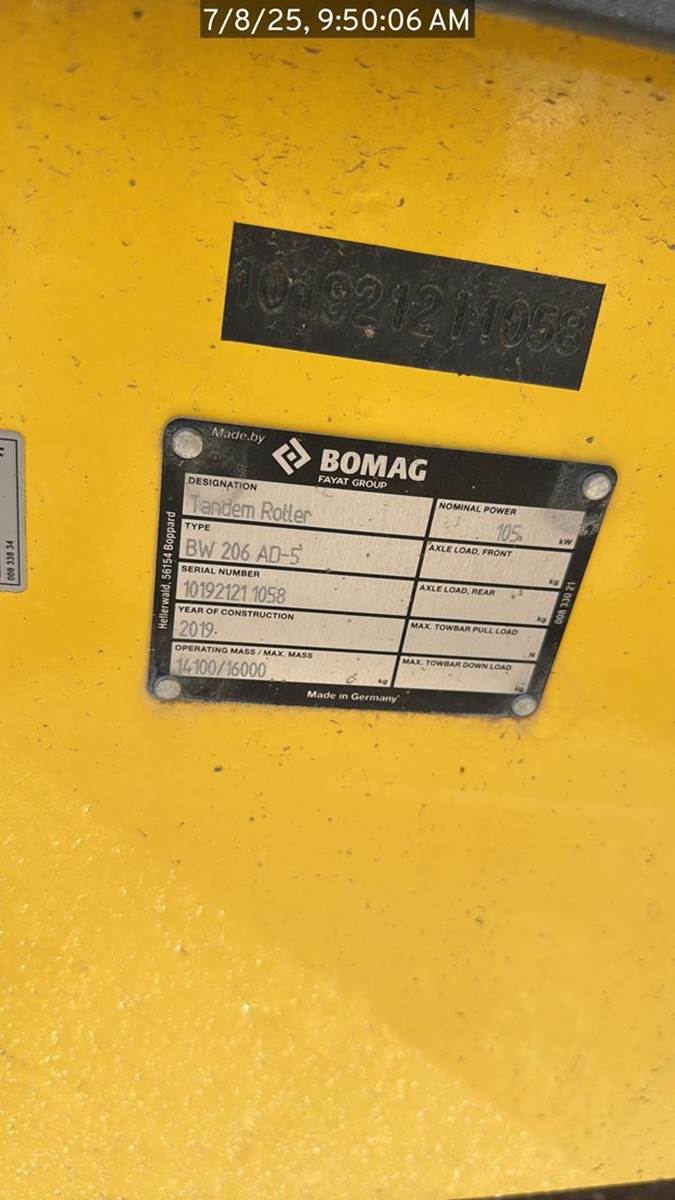 7/8/25, 9:50:06 AM
101921211058
Made by
BOMAG
FAYAT GROUP
DESIGNATION
Tandem Roller
NOMINAL POWER
105 kW
TYPE
BW 206 AD-5
AXLE LOAD, FRONT
kg
SERIAL NUMBER
10192121 1058
AXLE LOAD, REAR
kg
YEAR OF CONSTRUCTION
2019
MAX. TOWBAR PULL LOAD
N
OPERATING MASS / MAX. MASS
14100/16000 kg
MAX. TOWBAR DOWN LOAD
kg
Made in Germany
Hellerwald, 56154 Boppard
008 330 21
008 338 34